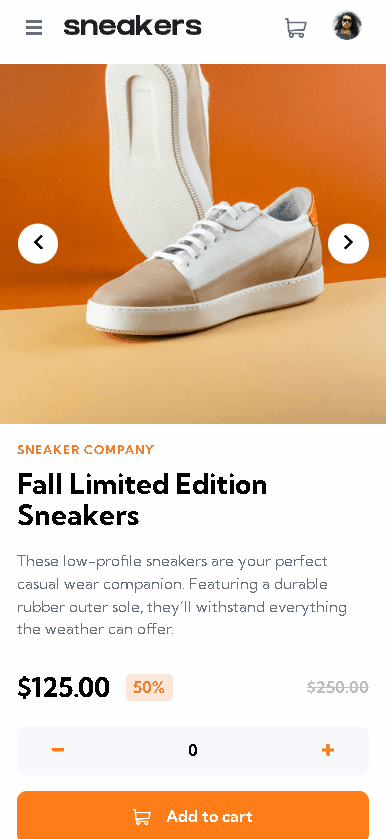 sneakers
SNEAKER COMPANY
Fall Limited Edition
Sneakers
These low-profile sneakers are your perfect
casual wear companion. Featuring a durable
rubber outer sole, they’ll withstand everything
the weather can offer.
$125.00 50% $250.00
- 0 +
Add to cart